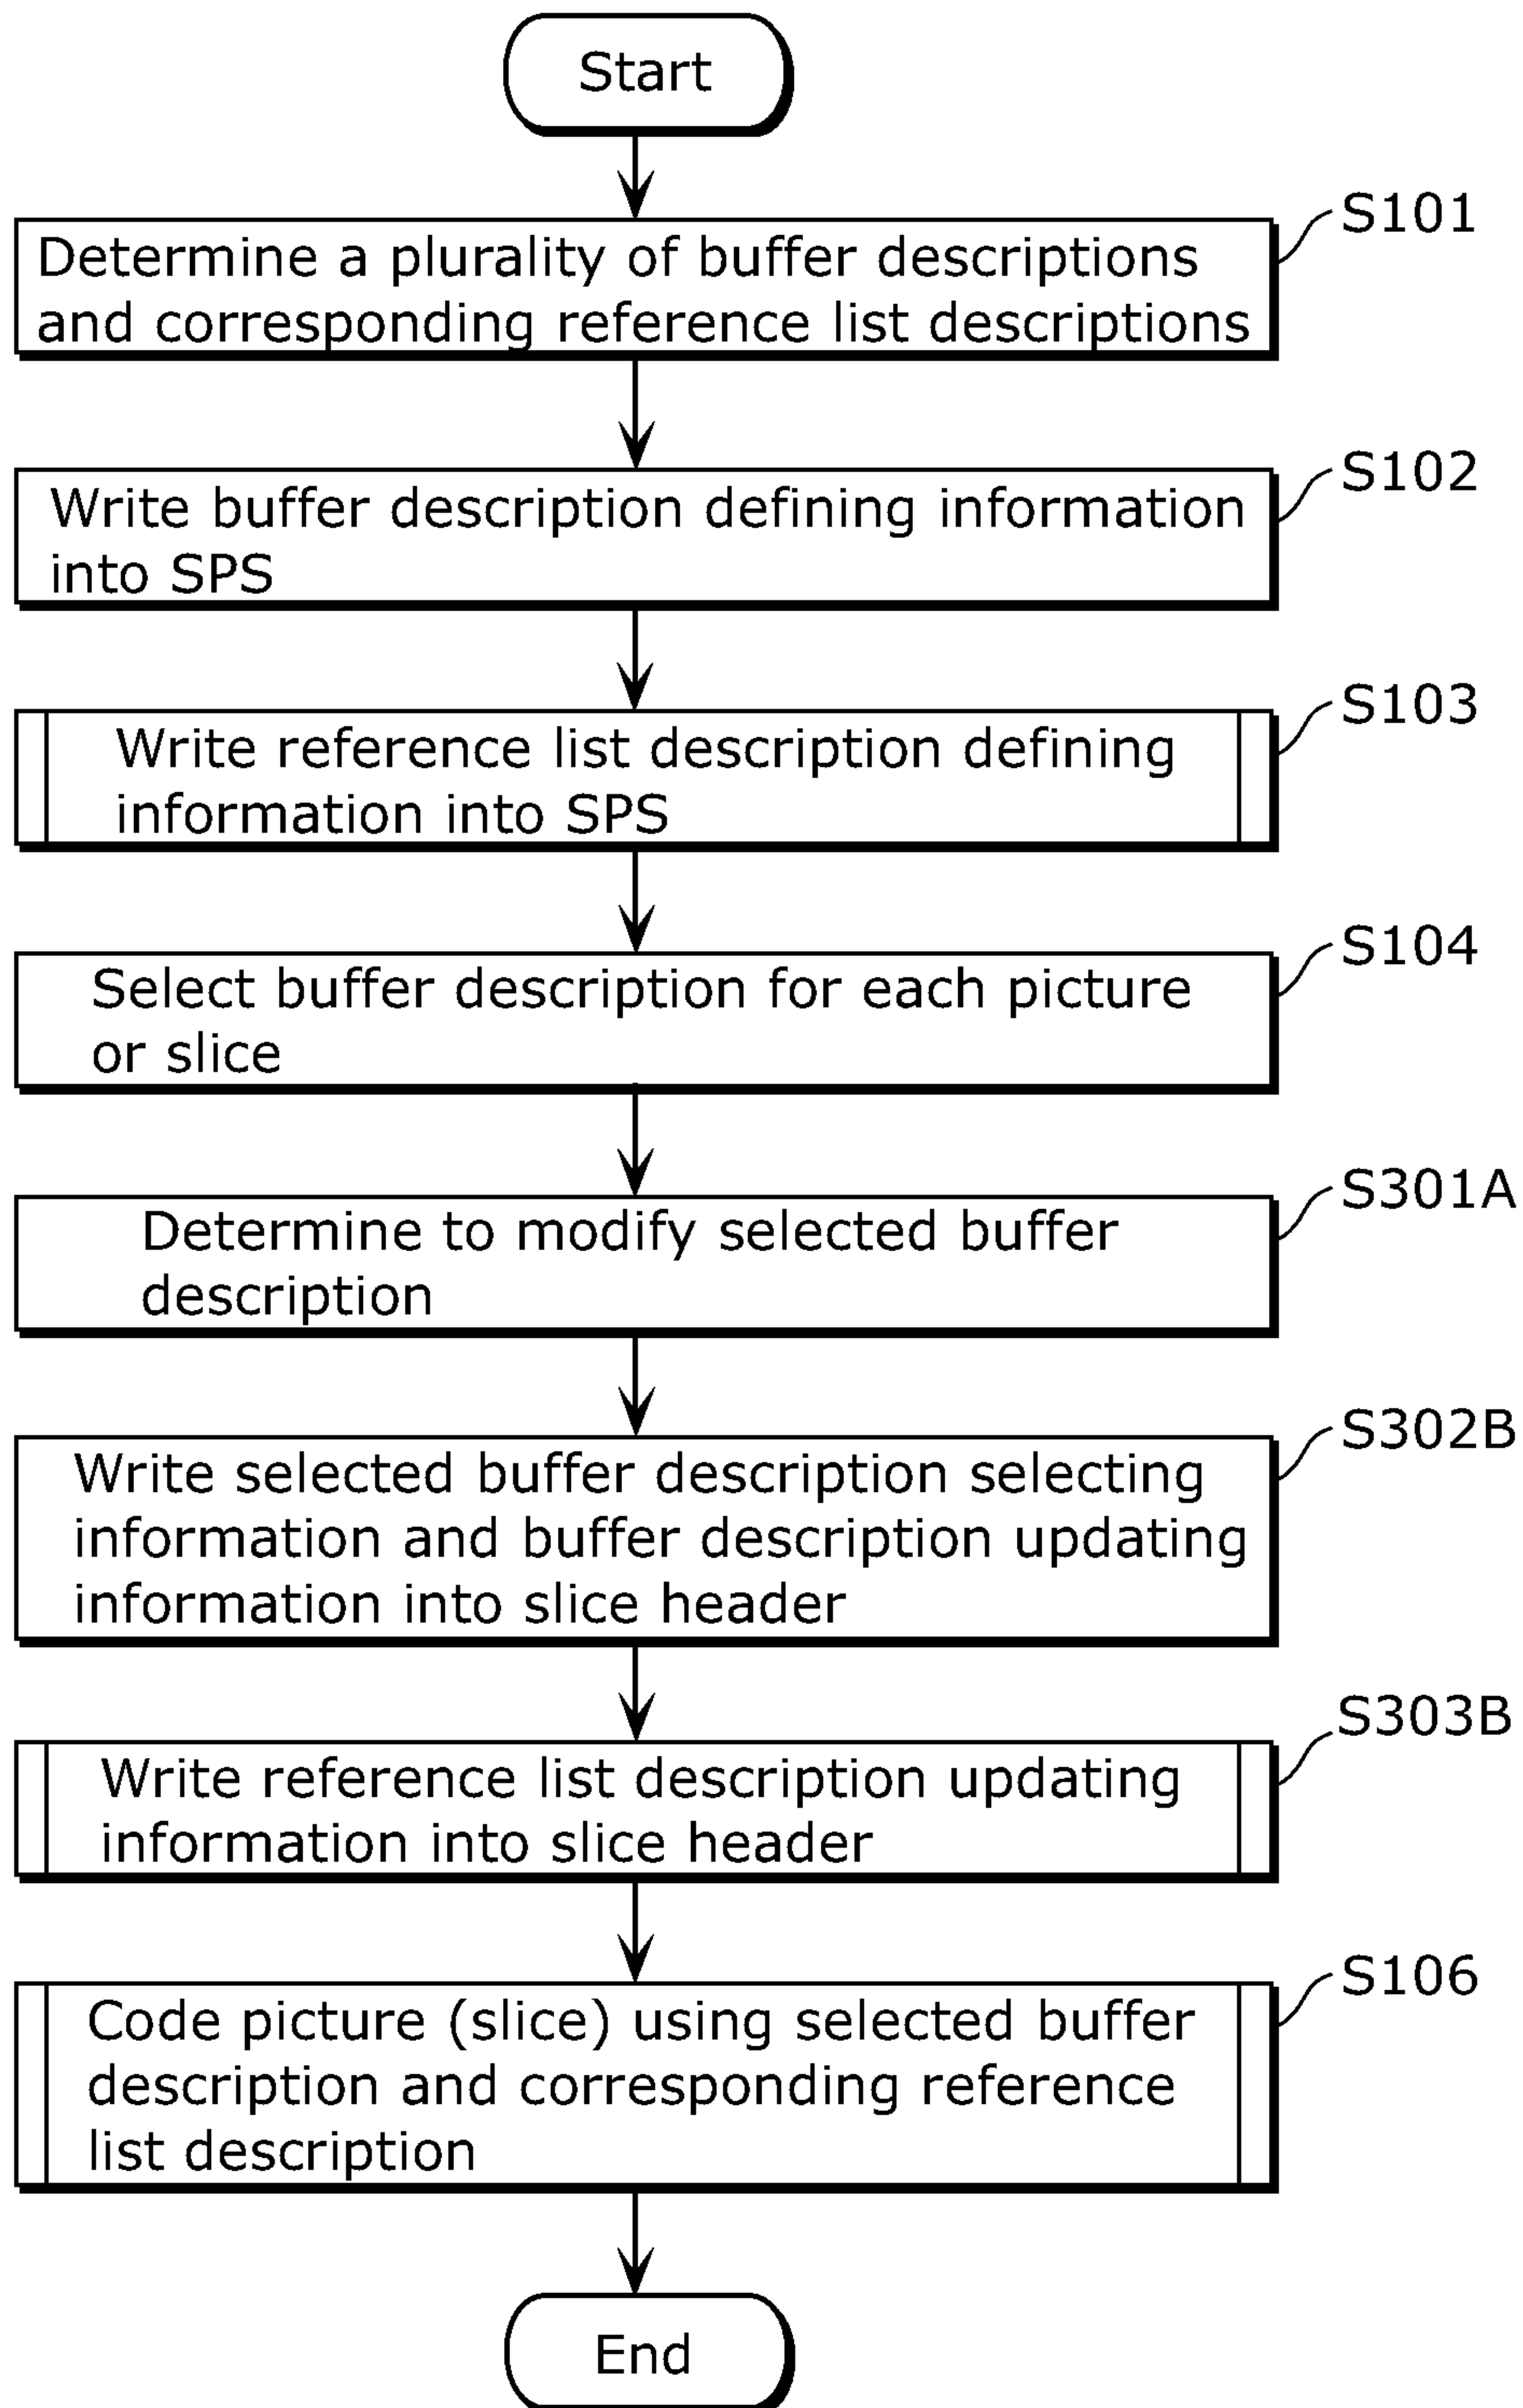 Start
S101
Determine a plurality of buffer descriptions
and corresponding reference list descriptions
S102
Write buffer description defining information
into SPS
S103
Write reference list description defining
information into SPS
S104
Select buffer description for each picture
or slice
S301A
Determine to modify selected buffer
description
S302B
Write selected buffer description selecting
information and buffer description updating
information into slice header
S303B
Write reference list description updating
information into slice header
S106
Code picture (slice) using selected buffer
description and corresponding reference
list description
End